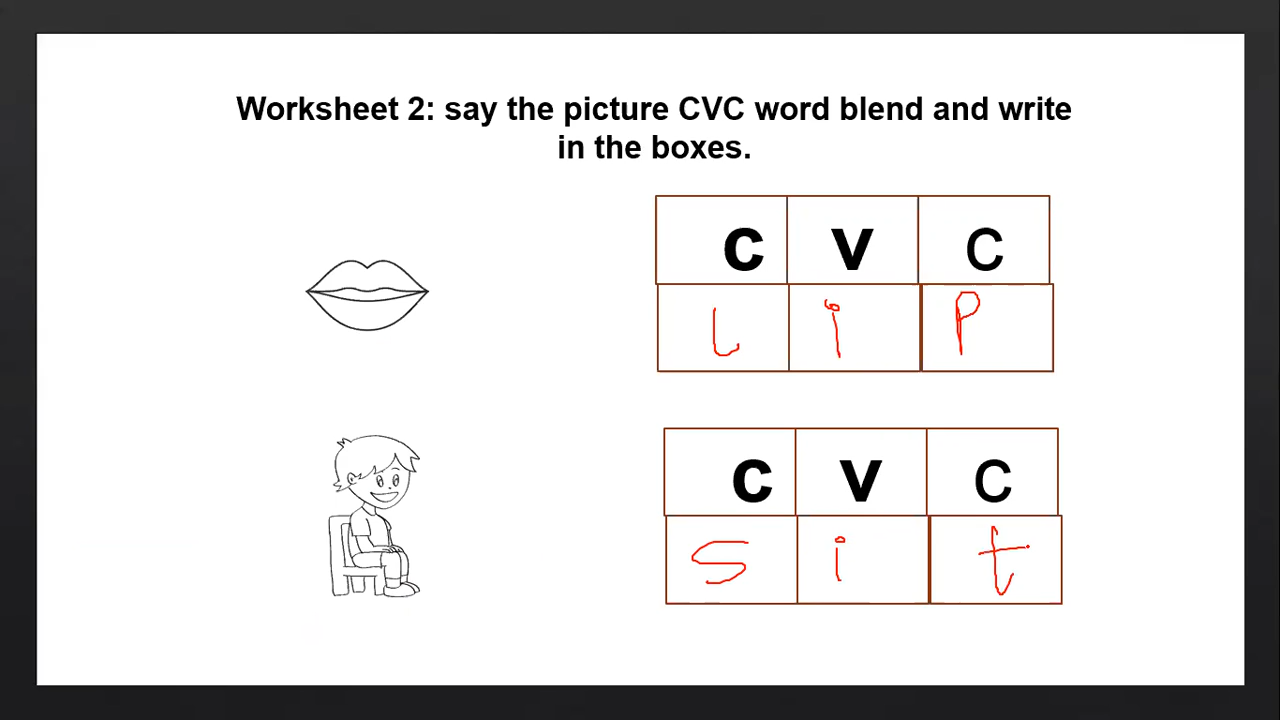 Worksheet 2: say the picture CVC word blend and write
in the boxes.
C V C
l i p
C V C
s i t